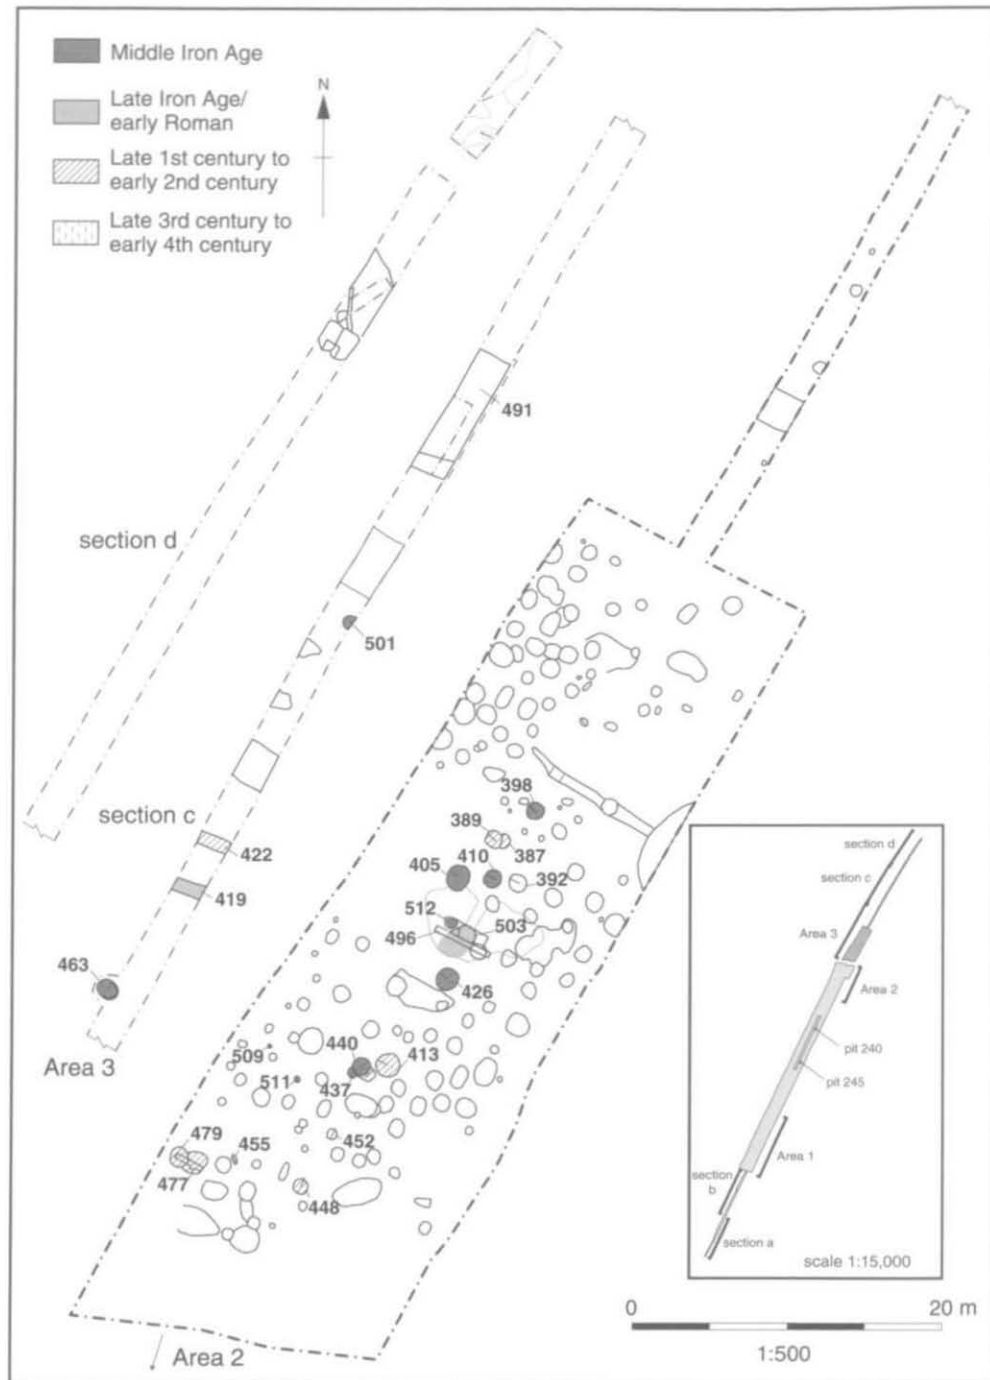 Middle Iron Age
Late Iron Age/
early Roman
Late 1st century to
early 2nd century
Late 3rd century to
early 4th century
N
491
section d
501
section c
422
419
463
Area 3
398
389
387
410
405
392
512
503
496
426
440
413
509
437
511
452
479
455
477
448
section d
section c
Area 3
Area 2
pit 240
pit 245
Area 1
section
b
section a
scale 1:15,000
0
20 m
1:500
Area 2